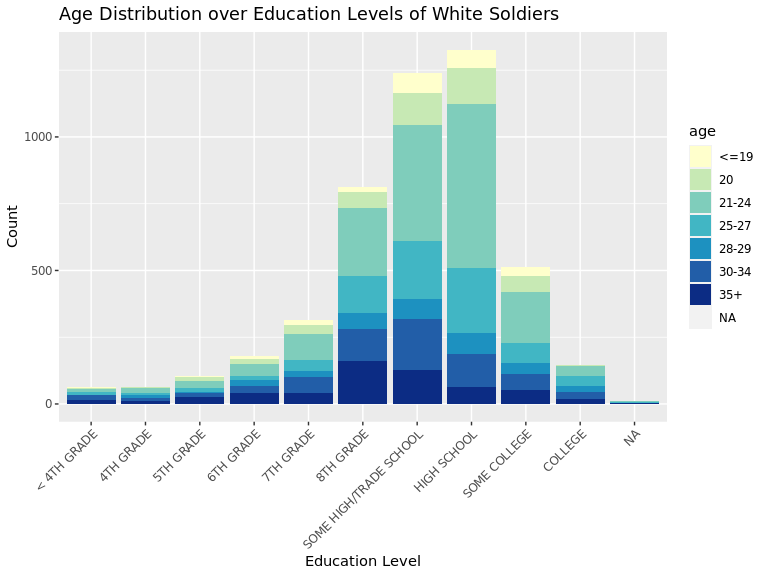 Age Distribution over Education Levels of White Soldiers
Count
1000
500
0
< 4TH GRADE
4TH GRADE
5TH GRADE
6TH GRADE
7TH GRADE
8TH GRADE
SOME HIGH/TRADE SCHOOL
HIGH SCHOOL
SOME COLLEGE
COLLEGE
NA
Education Level
age
<=19
20
21-24
25-27
28-29
30-34
35+
NA